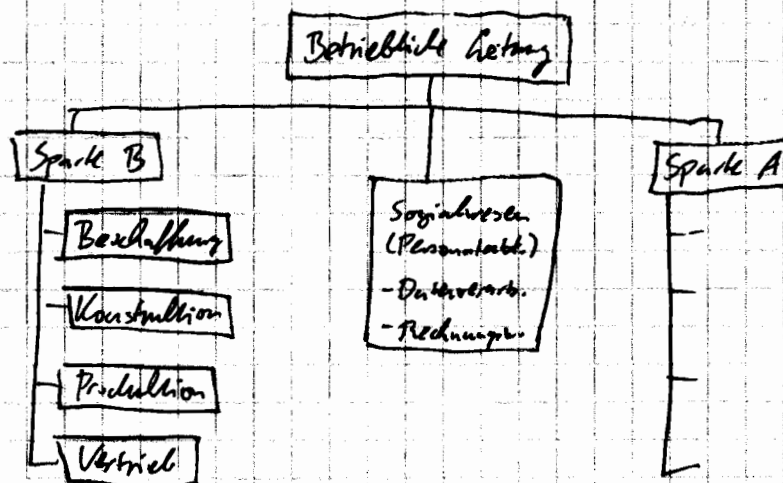 Betriebliche Leitung
Sparte B
Sparte A
Beschaffung
Konstruktion
Produktion
Vertrieb
Sozialwesen
(Personalabt.)
- Datenverarb.
- Rechnungsw.